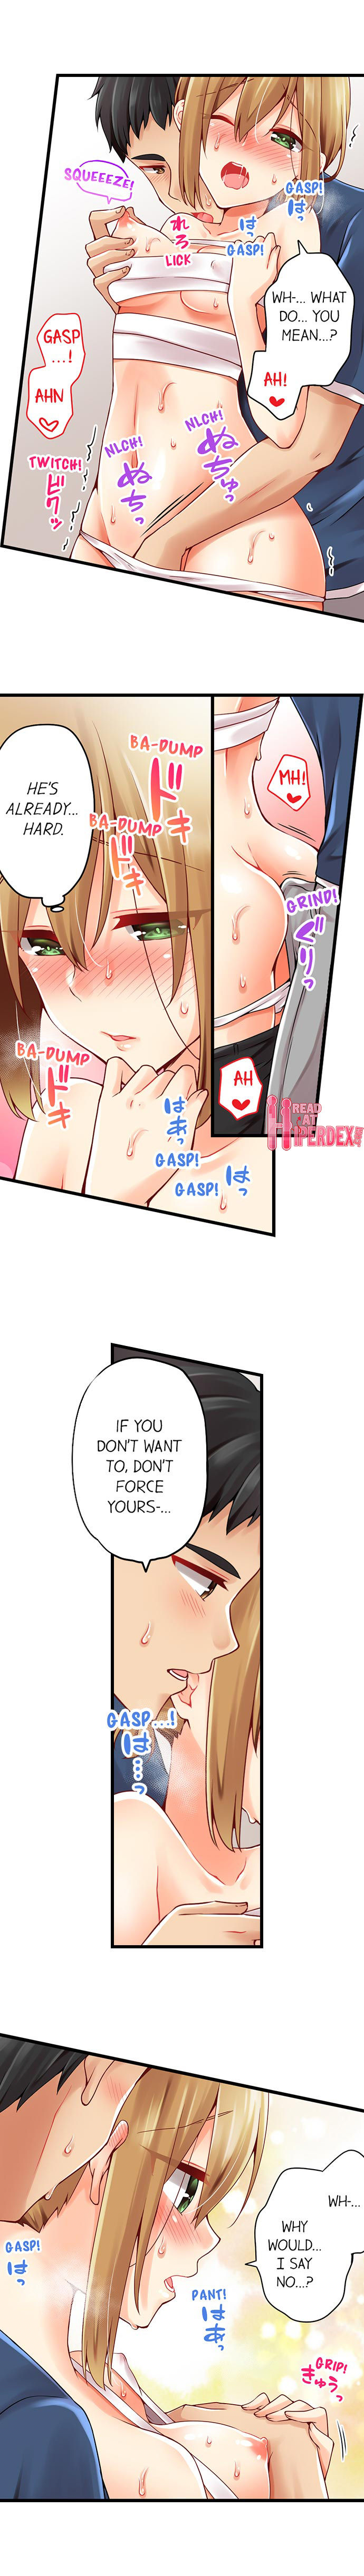 SQUEEEZE!
れろ
LICK
GASP!
は
はっ
GASP!
WH-... WHAT
DO... YOU
MEAN...?
AH!
GASP
...!
AHN
TWITCH!
ビクッ
NLCH!
ぬちっ
NLCH!
ぬちゅっ
HE'S
ALREADY...
HARD.
BA-DUMP
ドキ
BA-DUMP
ドキ
BA-DUMP
ドキ
はぁっ
GASP!
GASP!
はっ
MH!
GRIND!
ぐりっ
AH
READ
AT
HIPERDEX
IF YOU
DON'T WANT
TO, DON'T
FORCE
YOURS-...
GASP...!
は...っ
WH-...
WHY
WOULD...
I SAY
NO...?
GASP!
はっ
PANT!
はぁっ
GRIP!
きゅうっ